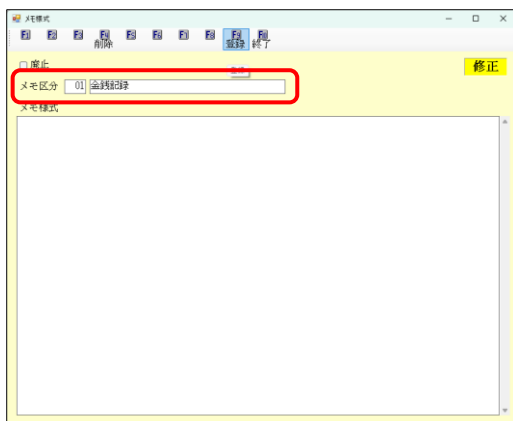 メモ様式
F1 F2 F3 F4 F5 F6 F7 F8 F9
削除 登録 終了
廃止 修正
メモ区分 01 金銭記録
メモ様式